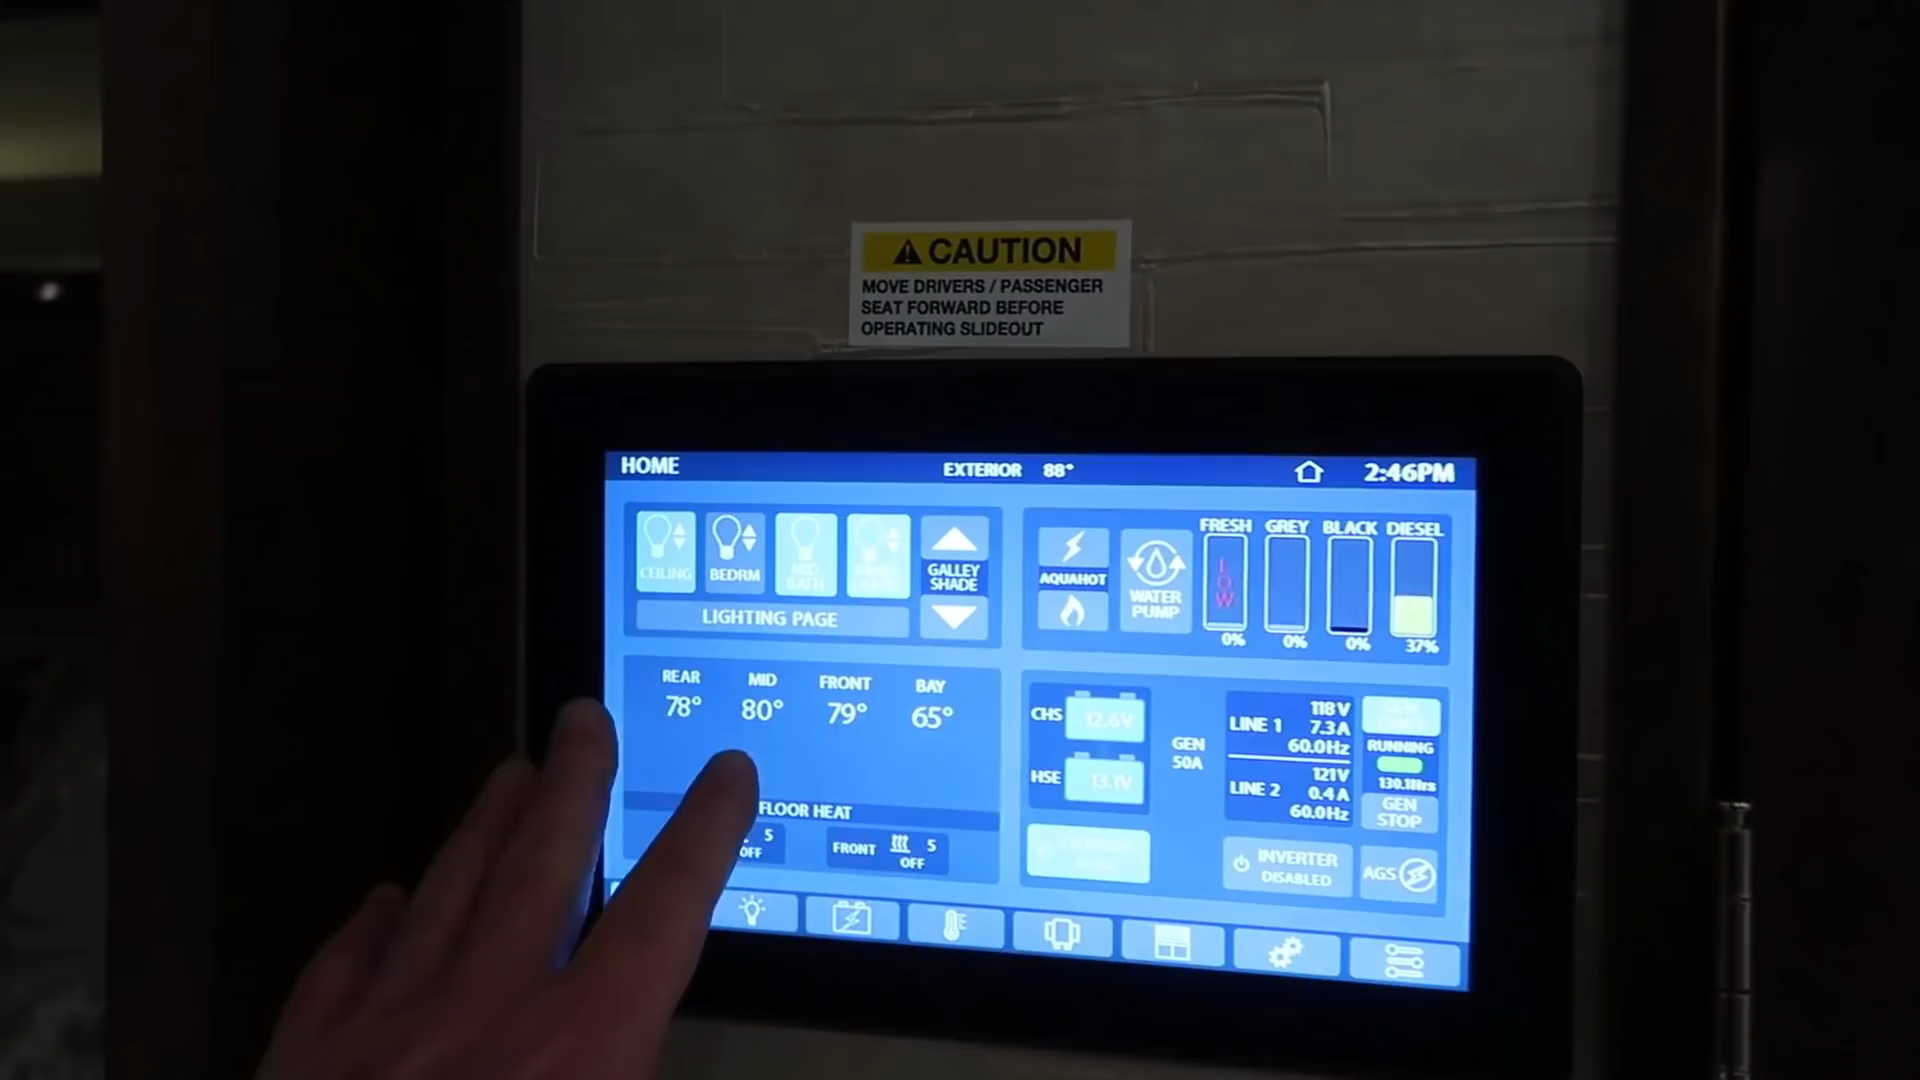 CAUTION
MOVE DRIVERS / PASSENGER
SEAT FORWARD BEFORE
OPERATING SLIDEOUT
HOME
EXTERIOR 88°
2:46PM
CEILING
BEDRM
MID
BATH
GALLEY
SHADE
LIGHTING PAGE
AQUAHOT
WATER
PUMP
FRESH
LOW
0%
GREY
0%
BLACK
0%
DIESEL
37%
REAR
78°
MID
80°
FRONT
79°
BAY
65°
FLOOR HEAT
5
OFF
FRONT 5
OFF
CHS 12.6V
HSE 13.1V
GEN
50A
LINE 1
118V
7.3A
60.0Hz
LINE 2
121V
0.4A
60.0Hz
RUNNING
130.1Hrs
GEN
STOP
INVERTER
DISABLED
AGS